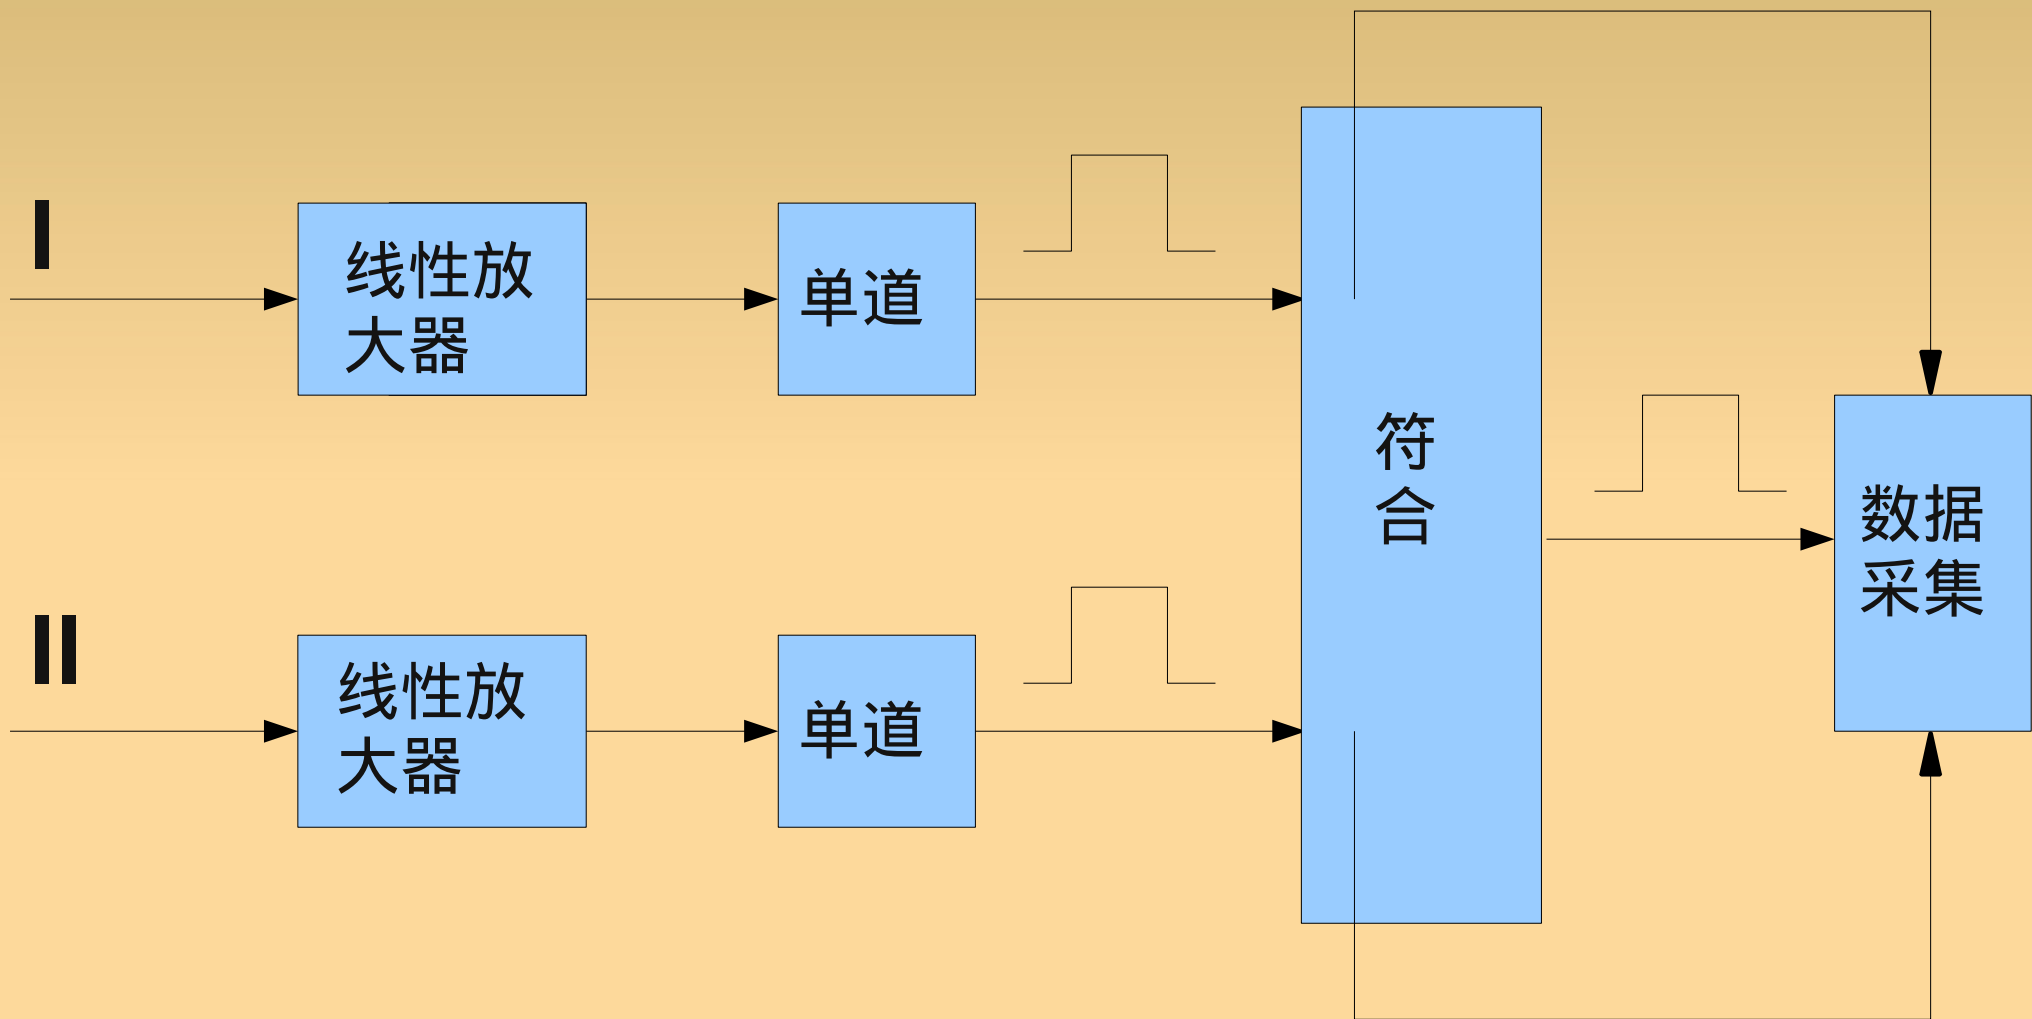 I
线性放
大器
单道
符
合
数据
采集
II
线性放
大器
单道